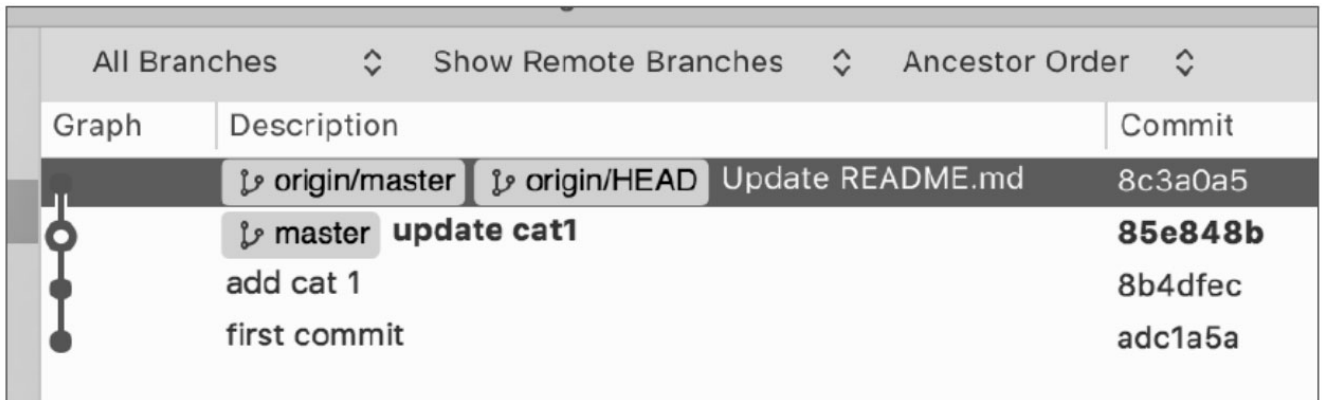 All Branches Show Remote Branches Ancestor Order
Graph Description Commit
origin/master origin/HEAD Update README.md 8c3a0a5
master update cat1 85e848b
add cat 1 8b4dfec
first commit adc1a5a